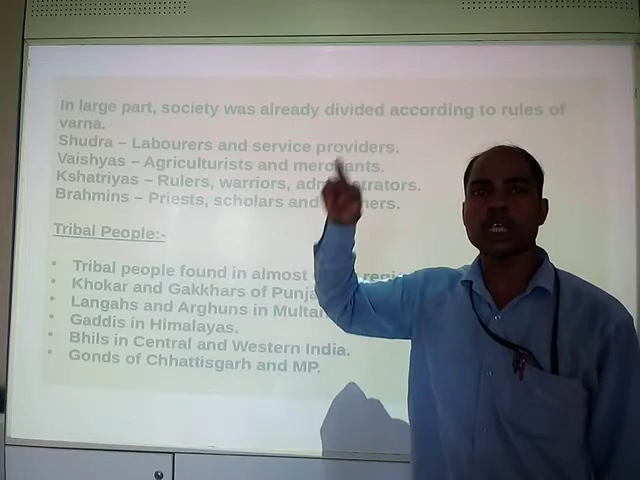 In large part, society was already divided according to rules of
varna.
Shudra – Labourers and service providers.
Vaishyas – Agriculturists and merchants.
Kshatriyas – Rulers, warriors, administrators.
Brahmins – Priests, scholars and
Tribal People:-
• Tribal people found in almost
• Khokar and Gakkhars of
• Langahs and Arghuns in
• Gaddis in Himalayas.
• Bhils in Central and Western India.
• Gonds of Chhattisgarh and MP.